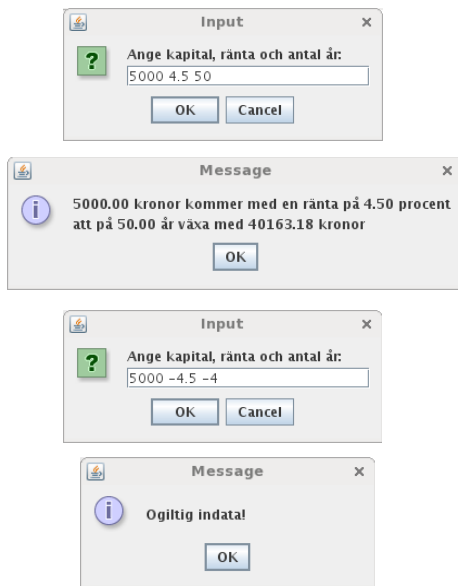 Input
Ange kapital, ränta och antal år:
5000 4.5 50
OK Cancel
Message
5000.00 kronor kommer med en ränta på 4.50 procent
att på 50.00 år växa med 40163.18 kronor
OK
Input
Ange kapital, ränta och antal år:
5000 -4.5 -4
OK Cancel
Message
Ogiltig indata!
OK